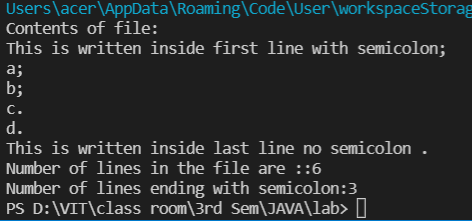 Users\acer\AppData\Roaming\Code\User\workspaceStorag
Contents of file:
This is written inside first line with semicolon;
a;
b;
c.
d.
This is written inside last line no semicolon .
Number of lines in the file are ::6
Number of lines ending with semicolon:3
PS D:\VIT\class room\3rd Sem\JAVA\lab>